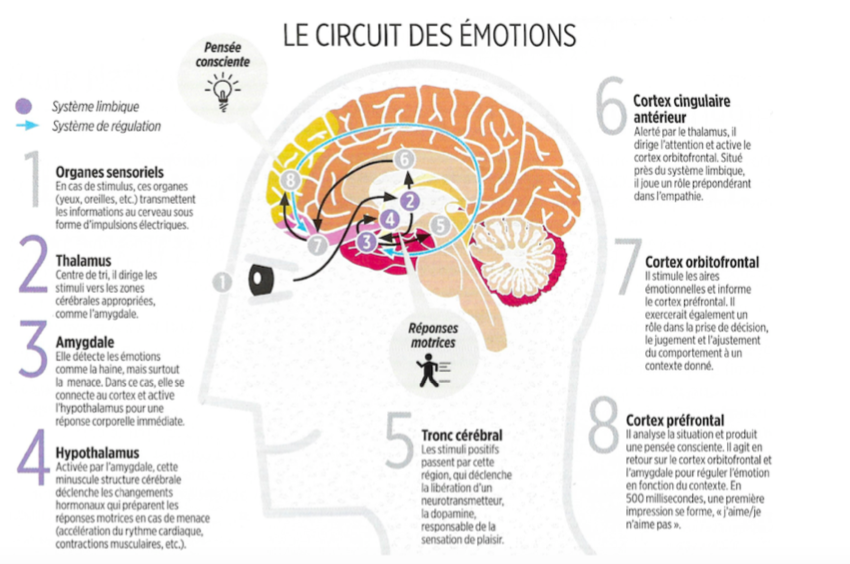 LE CIRCUIT DES ÉMOTIONS
Pensée
consciente
Système limbique
Système de régulation
1
Organes sensoriels
En cas de stimulus, ces organes
(yeux, oreilles, etc.) transmettent
les informations au cerveau sous
forme d'impulsions électriques.
2
Thalamus
Centre de tri, il dirige les
stimuli vers les zones
cérébrales appropriées,
comme l'amygdale.
3
Amygdale
Elle détecte les émotions
comme la haine, mais surtout
la menace. Dans ce cas, elle se
connecte au cortex et active
l'hypothalamus pour une
réponse corporelle immédiate.
4
Hypothalamus
Activée par l'amygdale, cette
minuscule structure cérébrale
déclenche les changements
hormonaux qui préparent les
réponses motrices en cas de menace
(accélération du rythme cardiaque,
contractions musculaires, etc.).
8
6
2
4
5
3
7
1
Réponses
motrices
5
Tronc cérébral
Les stimuli positifs
passent par cette
région, qui déclenche
la libération d'un
neurotransmetteur,
la dopamine,
responsable de la
sensation de plaisir.
6
Cortex cingulaire
antérieur
Alerté par le thalamus, il
dirige l'attention et active le
cortex orbitofrontal. Situé
près du système limbique,
il joue un rôle prépondérant
dans l'empathie.
7
Cortex orbitofrontal
Il stimule les aires
émotionnelles et informe
le cortex préfrontal. Il
exercerait également un
rôle dans la prise de décision,
le jugement et l'ajustement
du comportement à un
contexte donné.
8
Cortex préfrontal
Il analyse la situation et produit
une pensée consciente. Il agit en
retour sur le cortex orbitofrontal et
l'amygdale pour réguler l'émotion
en fonction du contexte. En
500 millisecondes, une première
impression se forme, « j'aime/je
n'aime pas ».